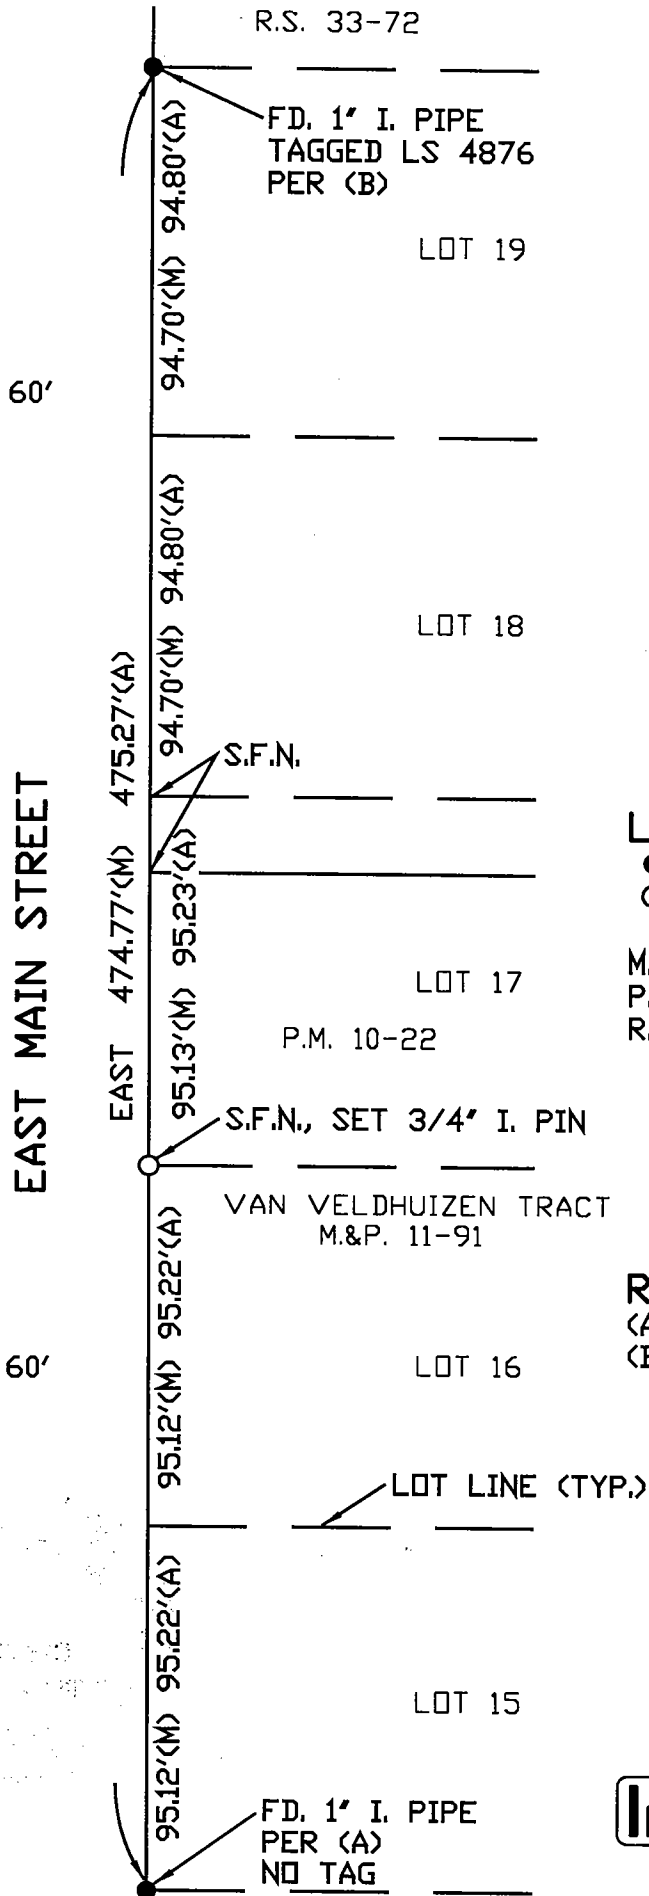 R.S. 33-72
FD. 1" I. PIPE
TAGGED LS 4876
PER (B)
94.70'(M) 94.80'(A)
LOT 19
60'
94.70'(M) 94.80'(A)
LOT 18
S.F.N.
EAST 474.77'(M) 475.27'(A)
EAST MAIN STREET
95.13'(M) 95.23'(A)
LOT 17
P.M. 10-22
S.F.N., SET 3/4" I. PIN
VAN VELDHUIZEN TRACT
M.&P. 11-91
95.12'(M) 95.22'(A)
60'
LOT 16
LOT LINE (TYP.)
95.12'(M) 95.22'(A)
LOT 15
FD. 1" I. PIPE
PER (A)
NO TAG
L
M.
P.
R.
R
(A